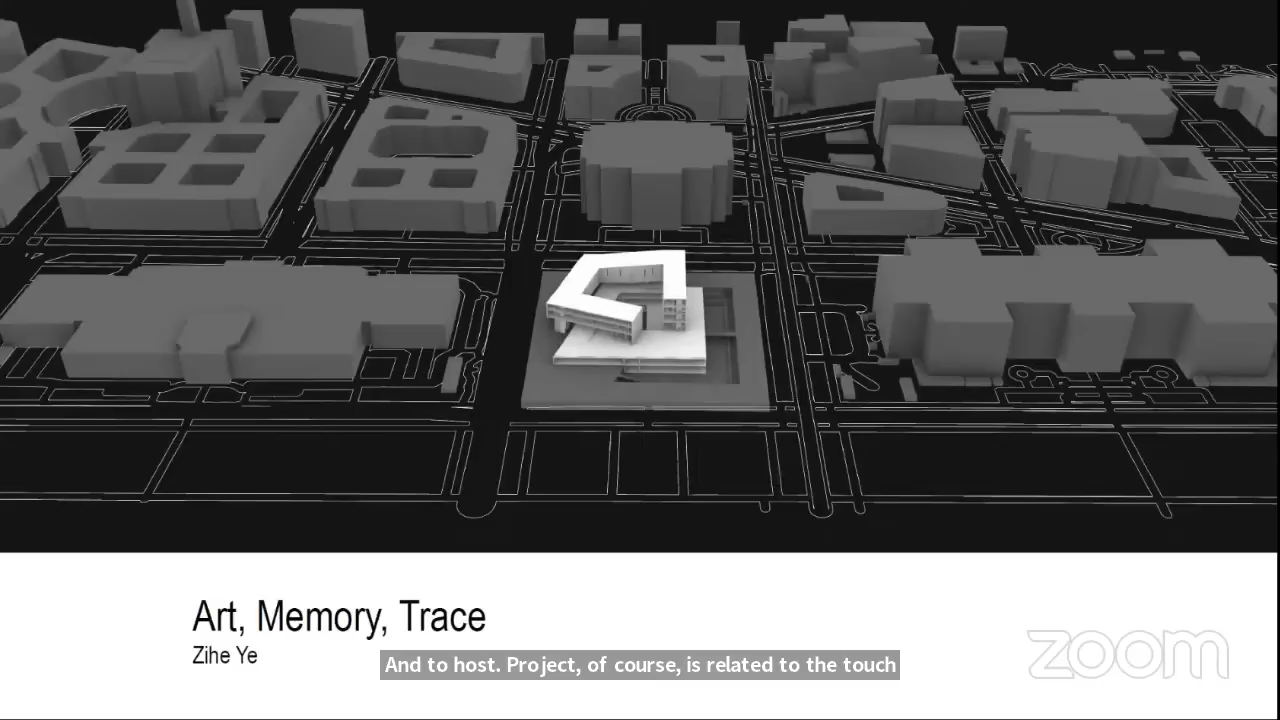 Art, Memory, Trace
Zihe Ye
And to host. Project, of course, is related to the touch
zoom